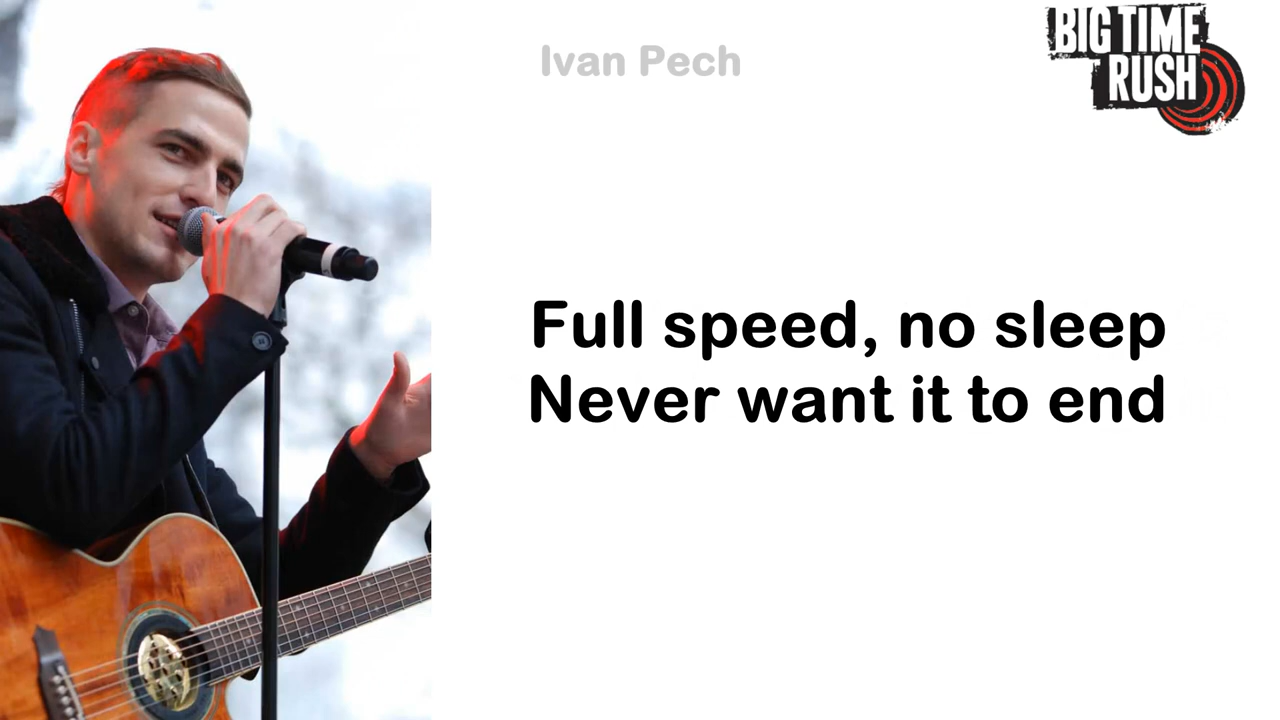 Ivan Pech
BIG TIME
RUSH
Full speed, no sleep
Never want it to end